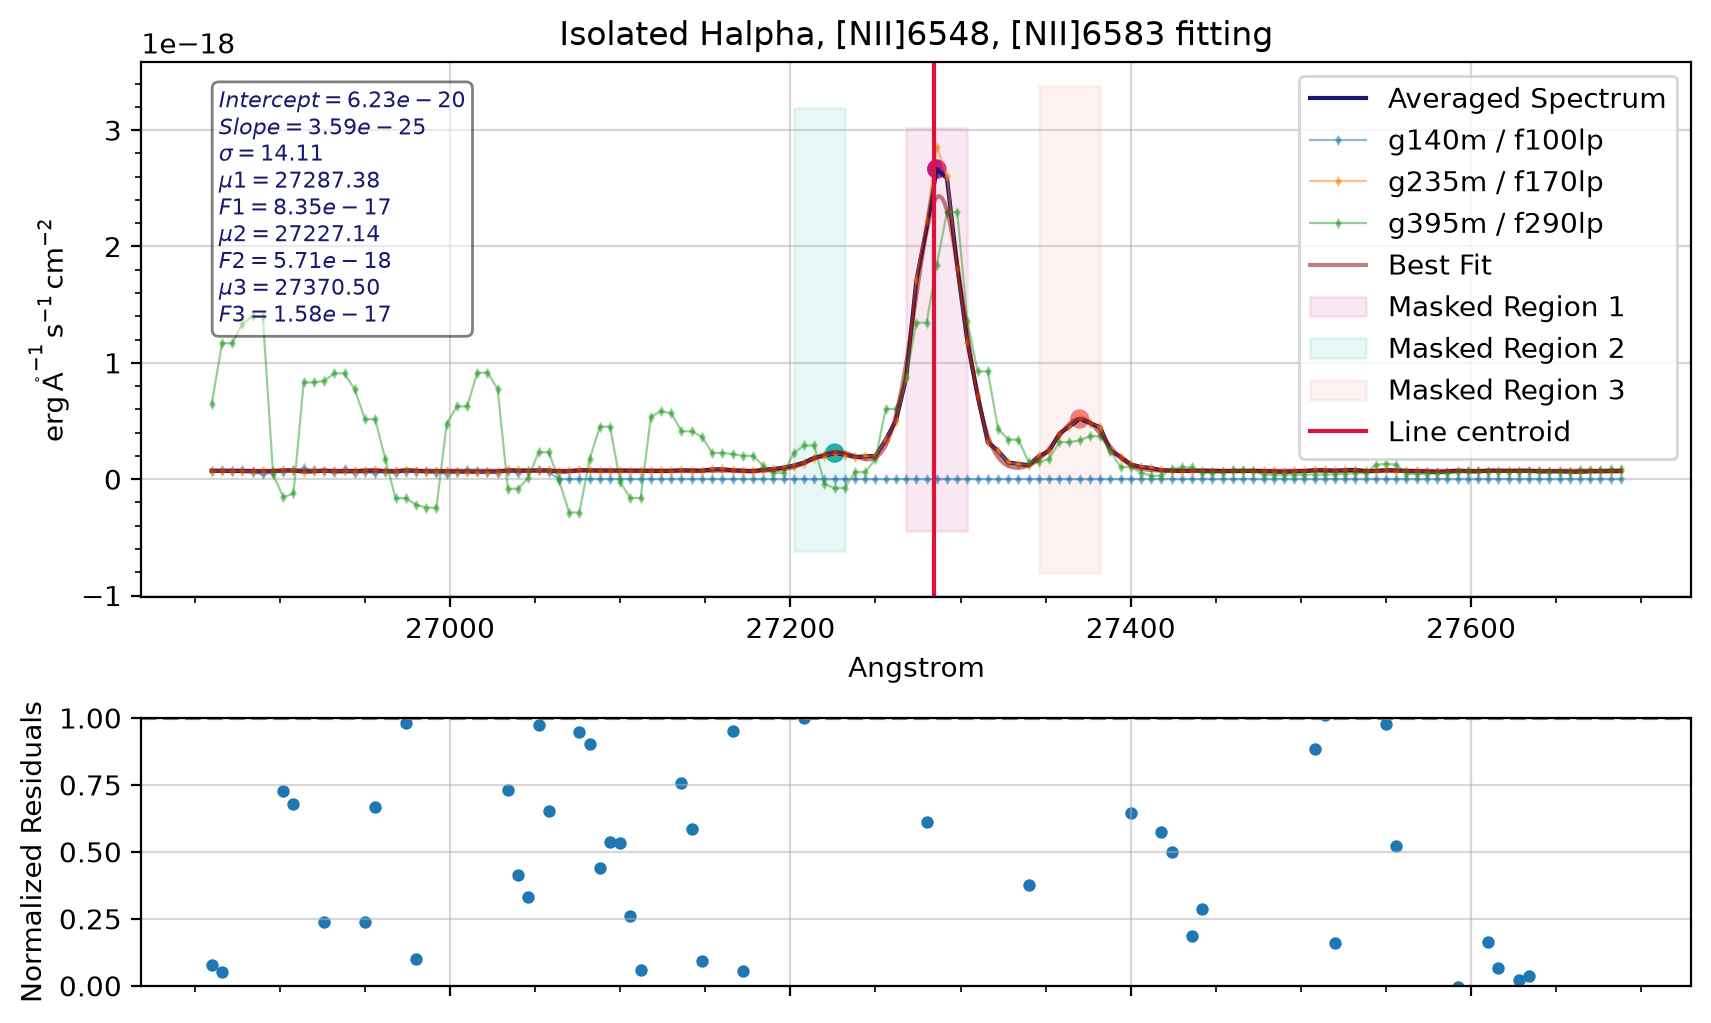 Isolated Halpha, [NII]6548, [NII]6583 fitting
1e−18
Intercept = 6.23e − 20
Slope = 3.59e − 25
σ = 14.11
μ1 = 27287.38
F1 = 8.35e − 17
μ2 = 27227.14
F2 = 5.71e − 18
μ3 = 27370.50
F3 = 1.58e − 17
Averaged Spectrum
g140m / f100lp
g235m / f170lp
g395m / f290lp
Best Fit
Masked Region 1
Masked Region 2
Masked Region 3
Line centroid
3
2
1
0
−1
erg Å⁻¹ s⁻¹ cm⁻²
27000 27200 27400 27600
Angstrom
1.00
0.75
0.50
0.25
0.00
Normalized Residuals